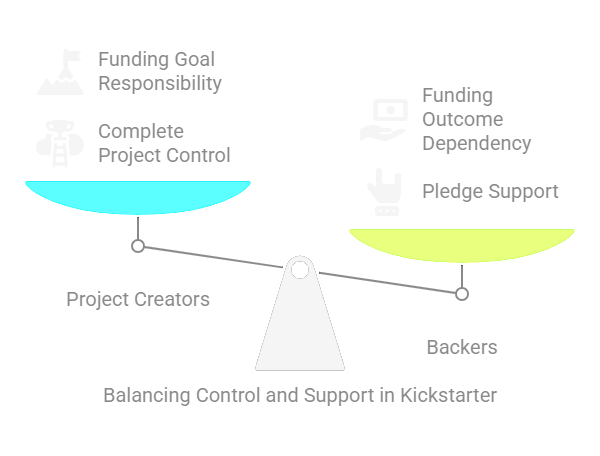 Funding Goal
Responsibility
Complete
Project Control
Funding
Outcome
Dependency
Pledge Support
Project Creators
Backers
Balancing Control and Support in Kickstarter